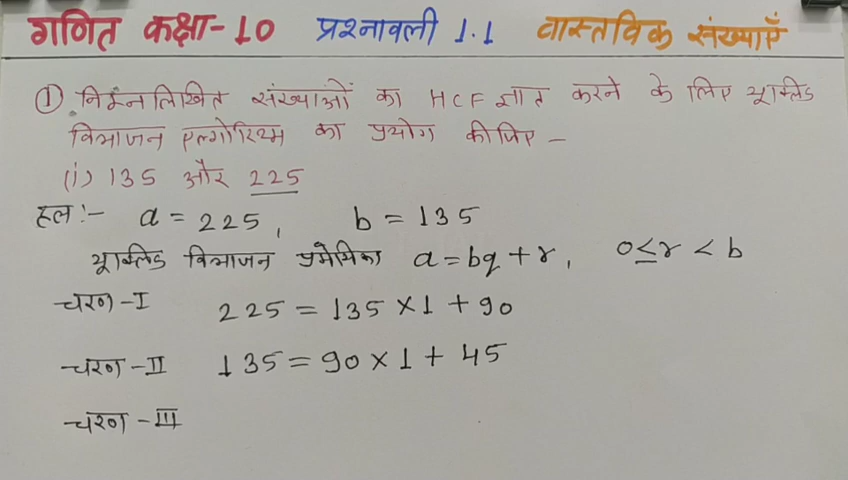 गणित कक्षा-10 प्रश्नावली 1.1 वास्तविक संख्याएँ
① निम्नलिखित संख्याओं का HCF ज्ञात करने के लिए यूक्लिड
विभाजन एल्गोरिथ्म का प्रयोग कीजिए -
(i) 135 और 225
हल :- a = 225, b = 135
यूक्लिड विभाजन प्रमेयिका a = bq + r, 0 ≤ r < b
चरण - I 225 = 135 × 1 + 90
चरण - II 135 = 90 × 1 + 45
चरण - III